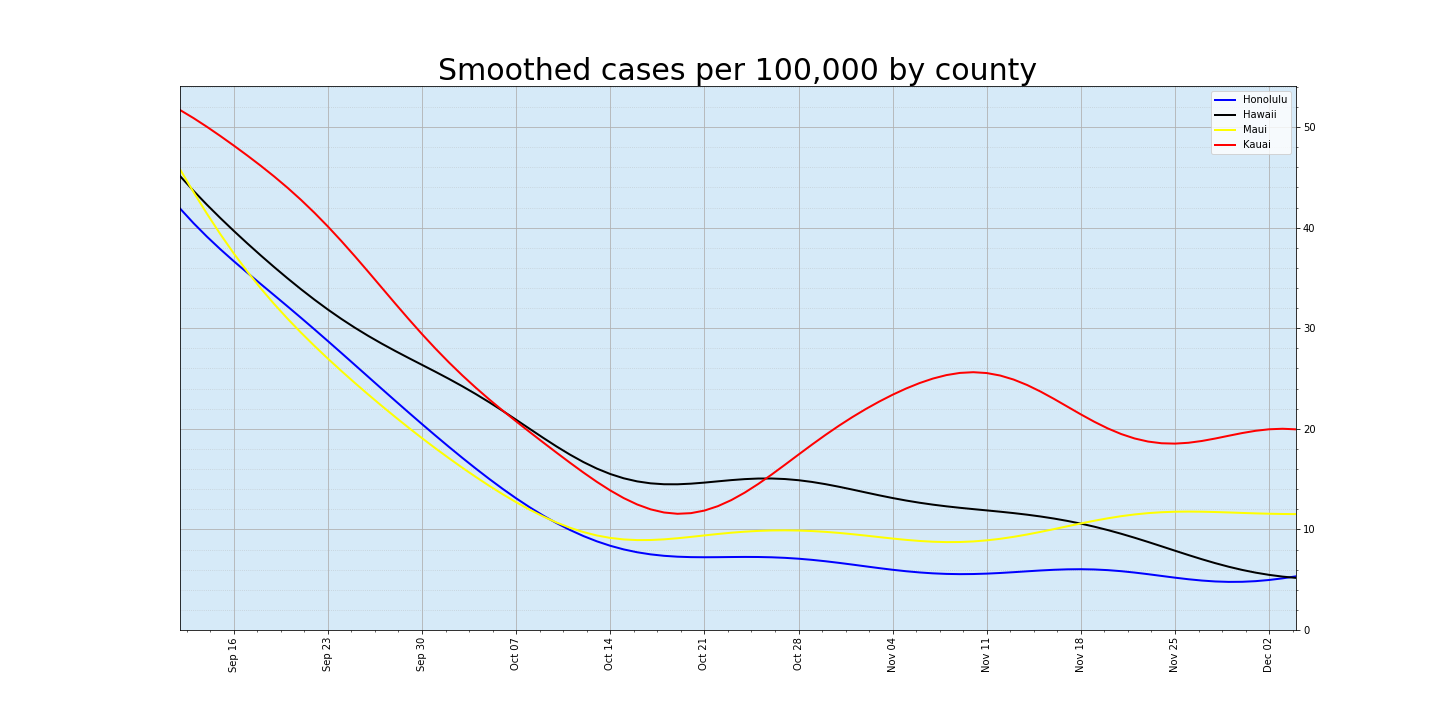 Smoothed cases per 100,000 by county
Honolulu
Hawaii
Maui
Kauai
50
40
30
20
10
0
Sep 16
Sep 23
Sep 30
Oct 07
Oct 14
Oct 21
Oct 28
Nov 04
Nov 11
Nov 18
Nov 25
Dec 02